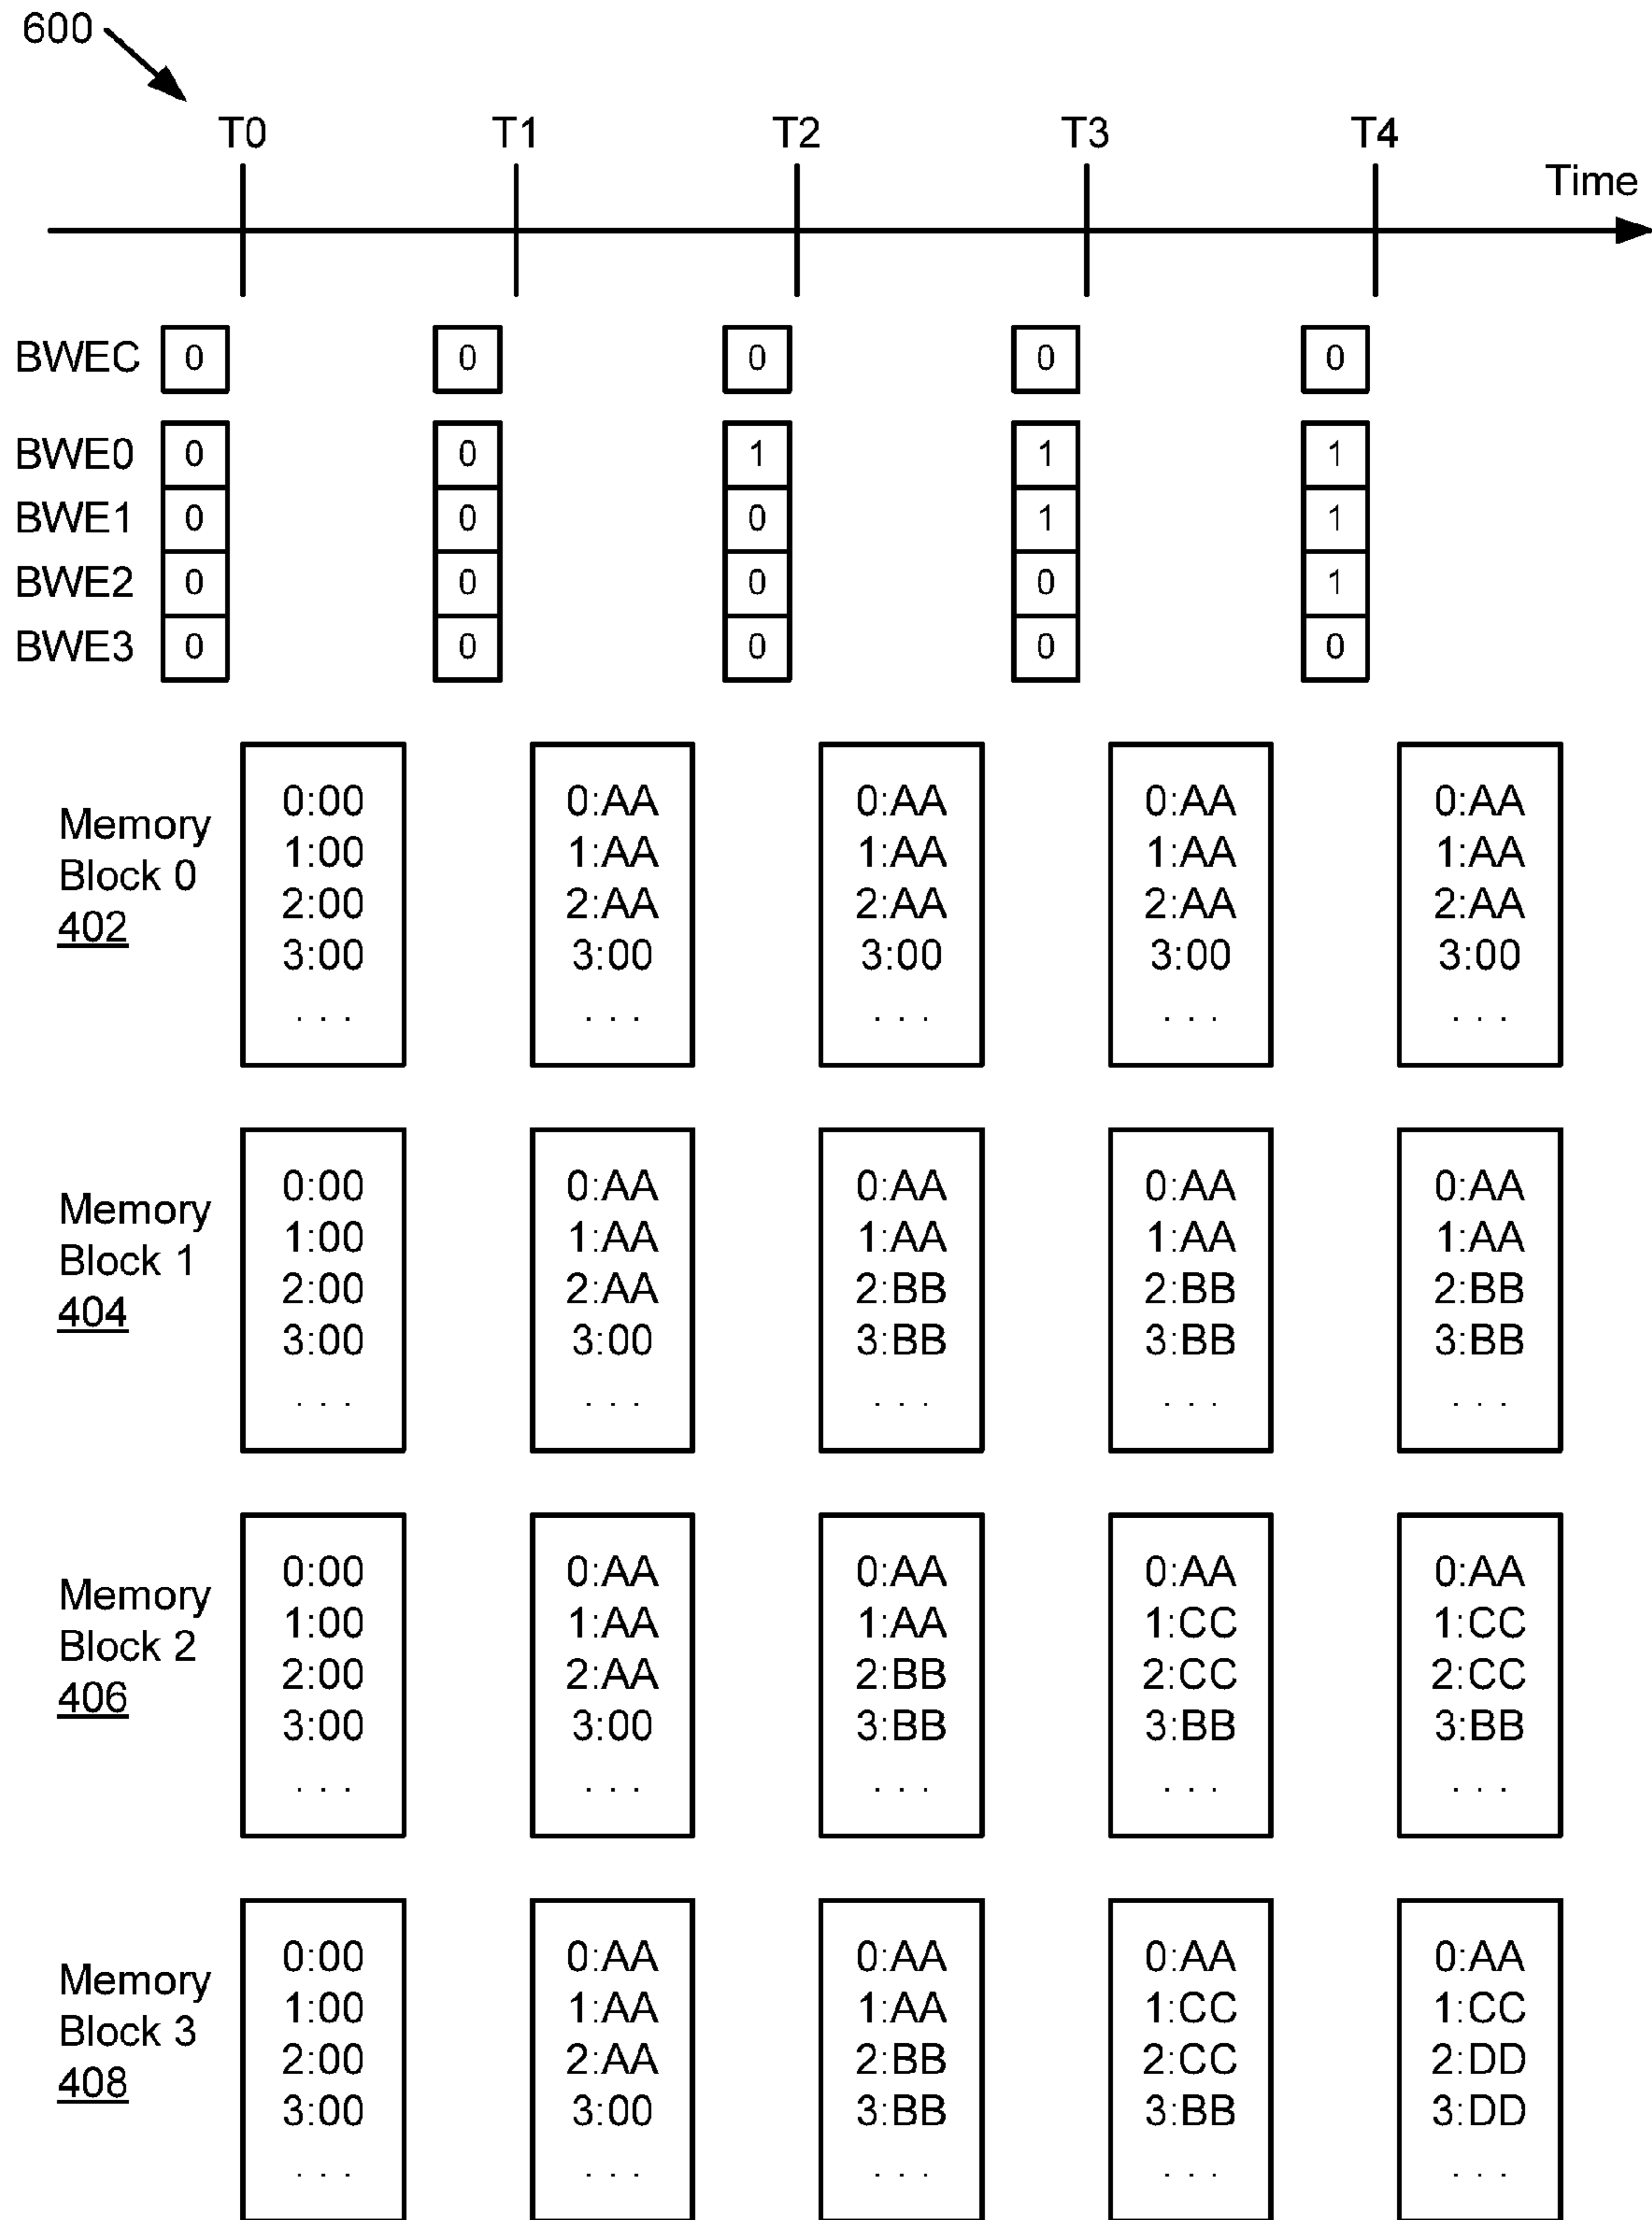 600
T0 T1 T2 T3 T4
Time
BWEC 0 0 0 0 0
BWE0 0 0 1 1 1
BWE1 0 0 0 1 1
BWE2 0 0 0 0 1
BWE3 0 0 0 0 0
Memory
Block 0
402
0:00 0:AA 0:AA 0:AA 0:AA
1:00 1:AA 1:AA 1:AA 1:AA
2:00 2:AA 2:AA 2:AA 2:AA
3:00 3:00 3:00 3:00 3:00
. . . . . . . . . . . . . . .
Memory
Block 1
404
0:00 0:AA 0:AA 0:AA 0:AA
1:00 1:AA 1:AA 1:AA 1:AA
2:00 2:AA 2:BB 2:BB 2:BB
3:00 3:00 3:BB 3:BB 3:BB
. . . . . . . . . . . . . . .
Memory
Block 2
406
0:00 0:AA 0:AA 0:AA 0:AA
1:00 1:AA 1:AA 1:CC 1:CC
2:00 2:AA 2:BB 2:CC 2:CC
3:00 3:00 3:BB 3:BB 3:BB
. . . . . . . . . . . . . . .
Memory
Block 3
408
0:00 0:AA 0:AA 0:AA 0:AA
1:00 1:AA 1:AA 1:CC 1:CC
2:00 2:AA 2:BB 2:CC 2:DD
3:00 3:00 3:BB 3:BB 3:DD
. . . . . . . . . . . . . . .